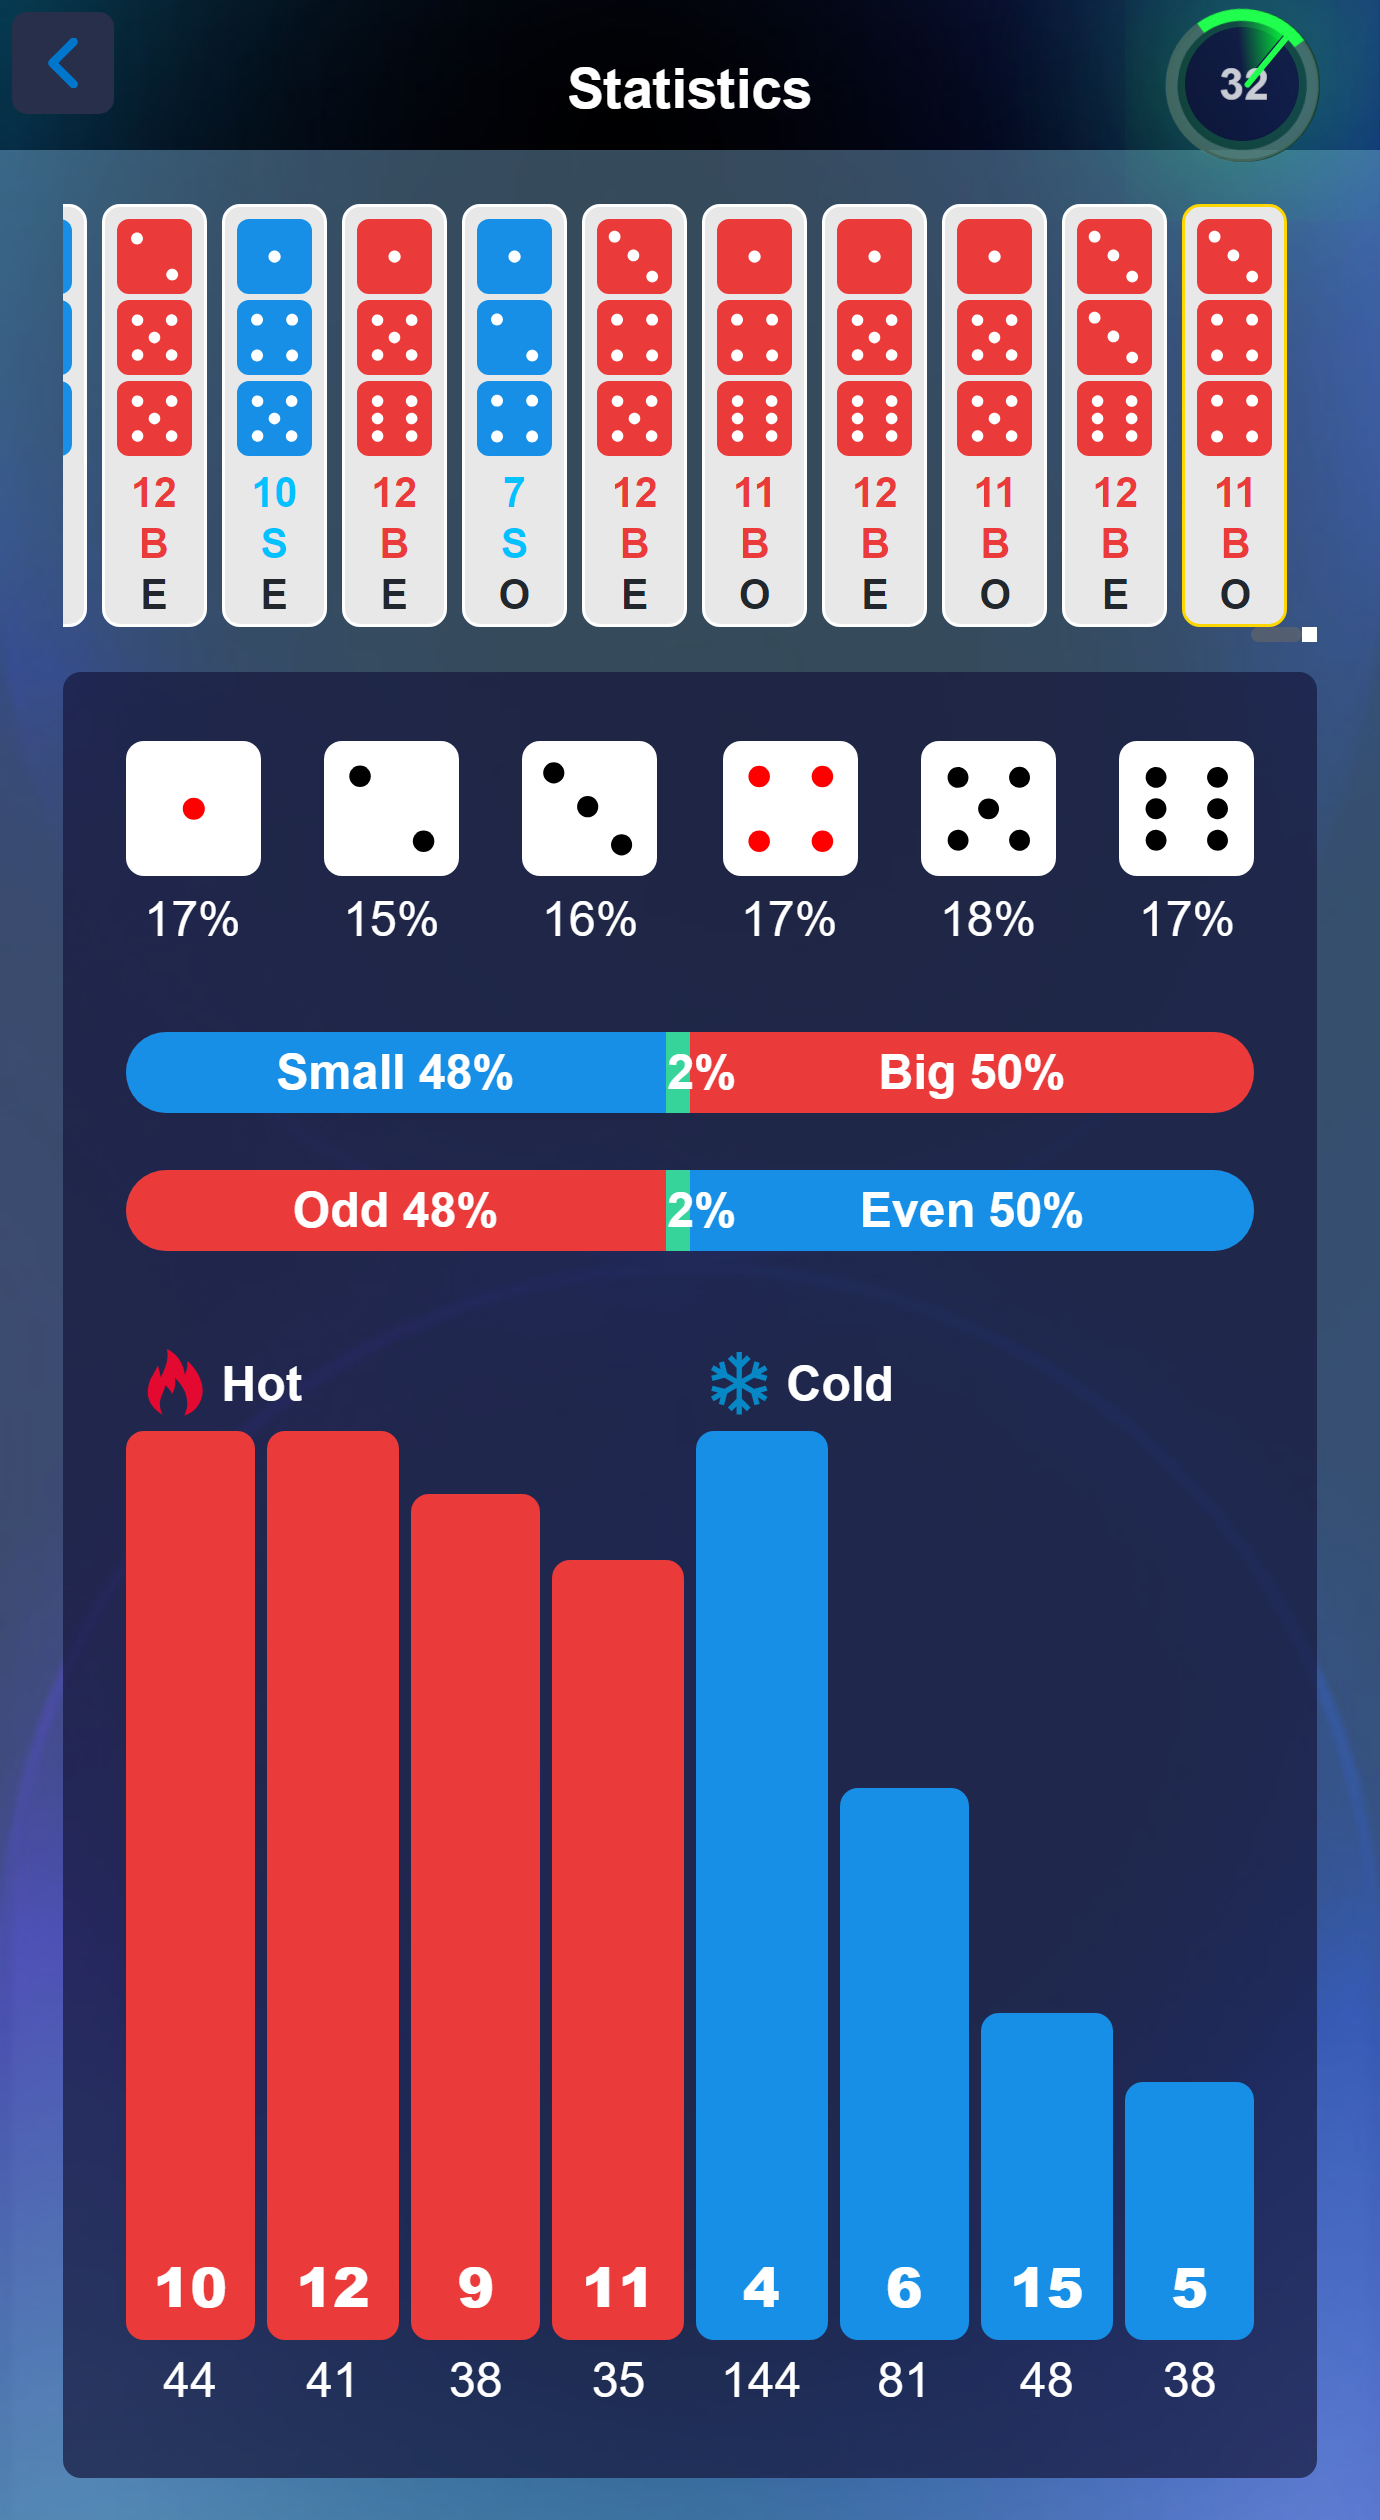 Statistics
32
12 10 12 7 12 11 12 11 12 11
B S B S B B B B B B
E E E O E O E O E O
17% 15% 16% 17% 18% 17%
Small 48% 2% Big 50%
Odd 48% 2% Even 50%
Hot Cold
10 12 9 11 4 6 15 5
44 41 38 35 144 81 48 38